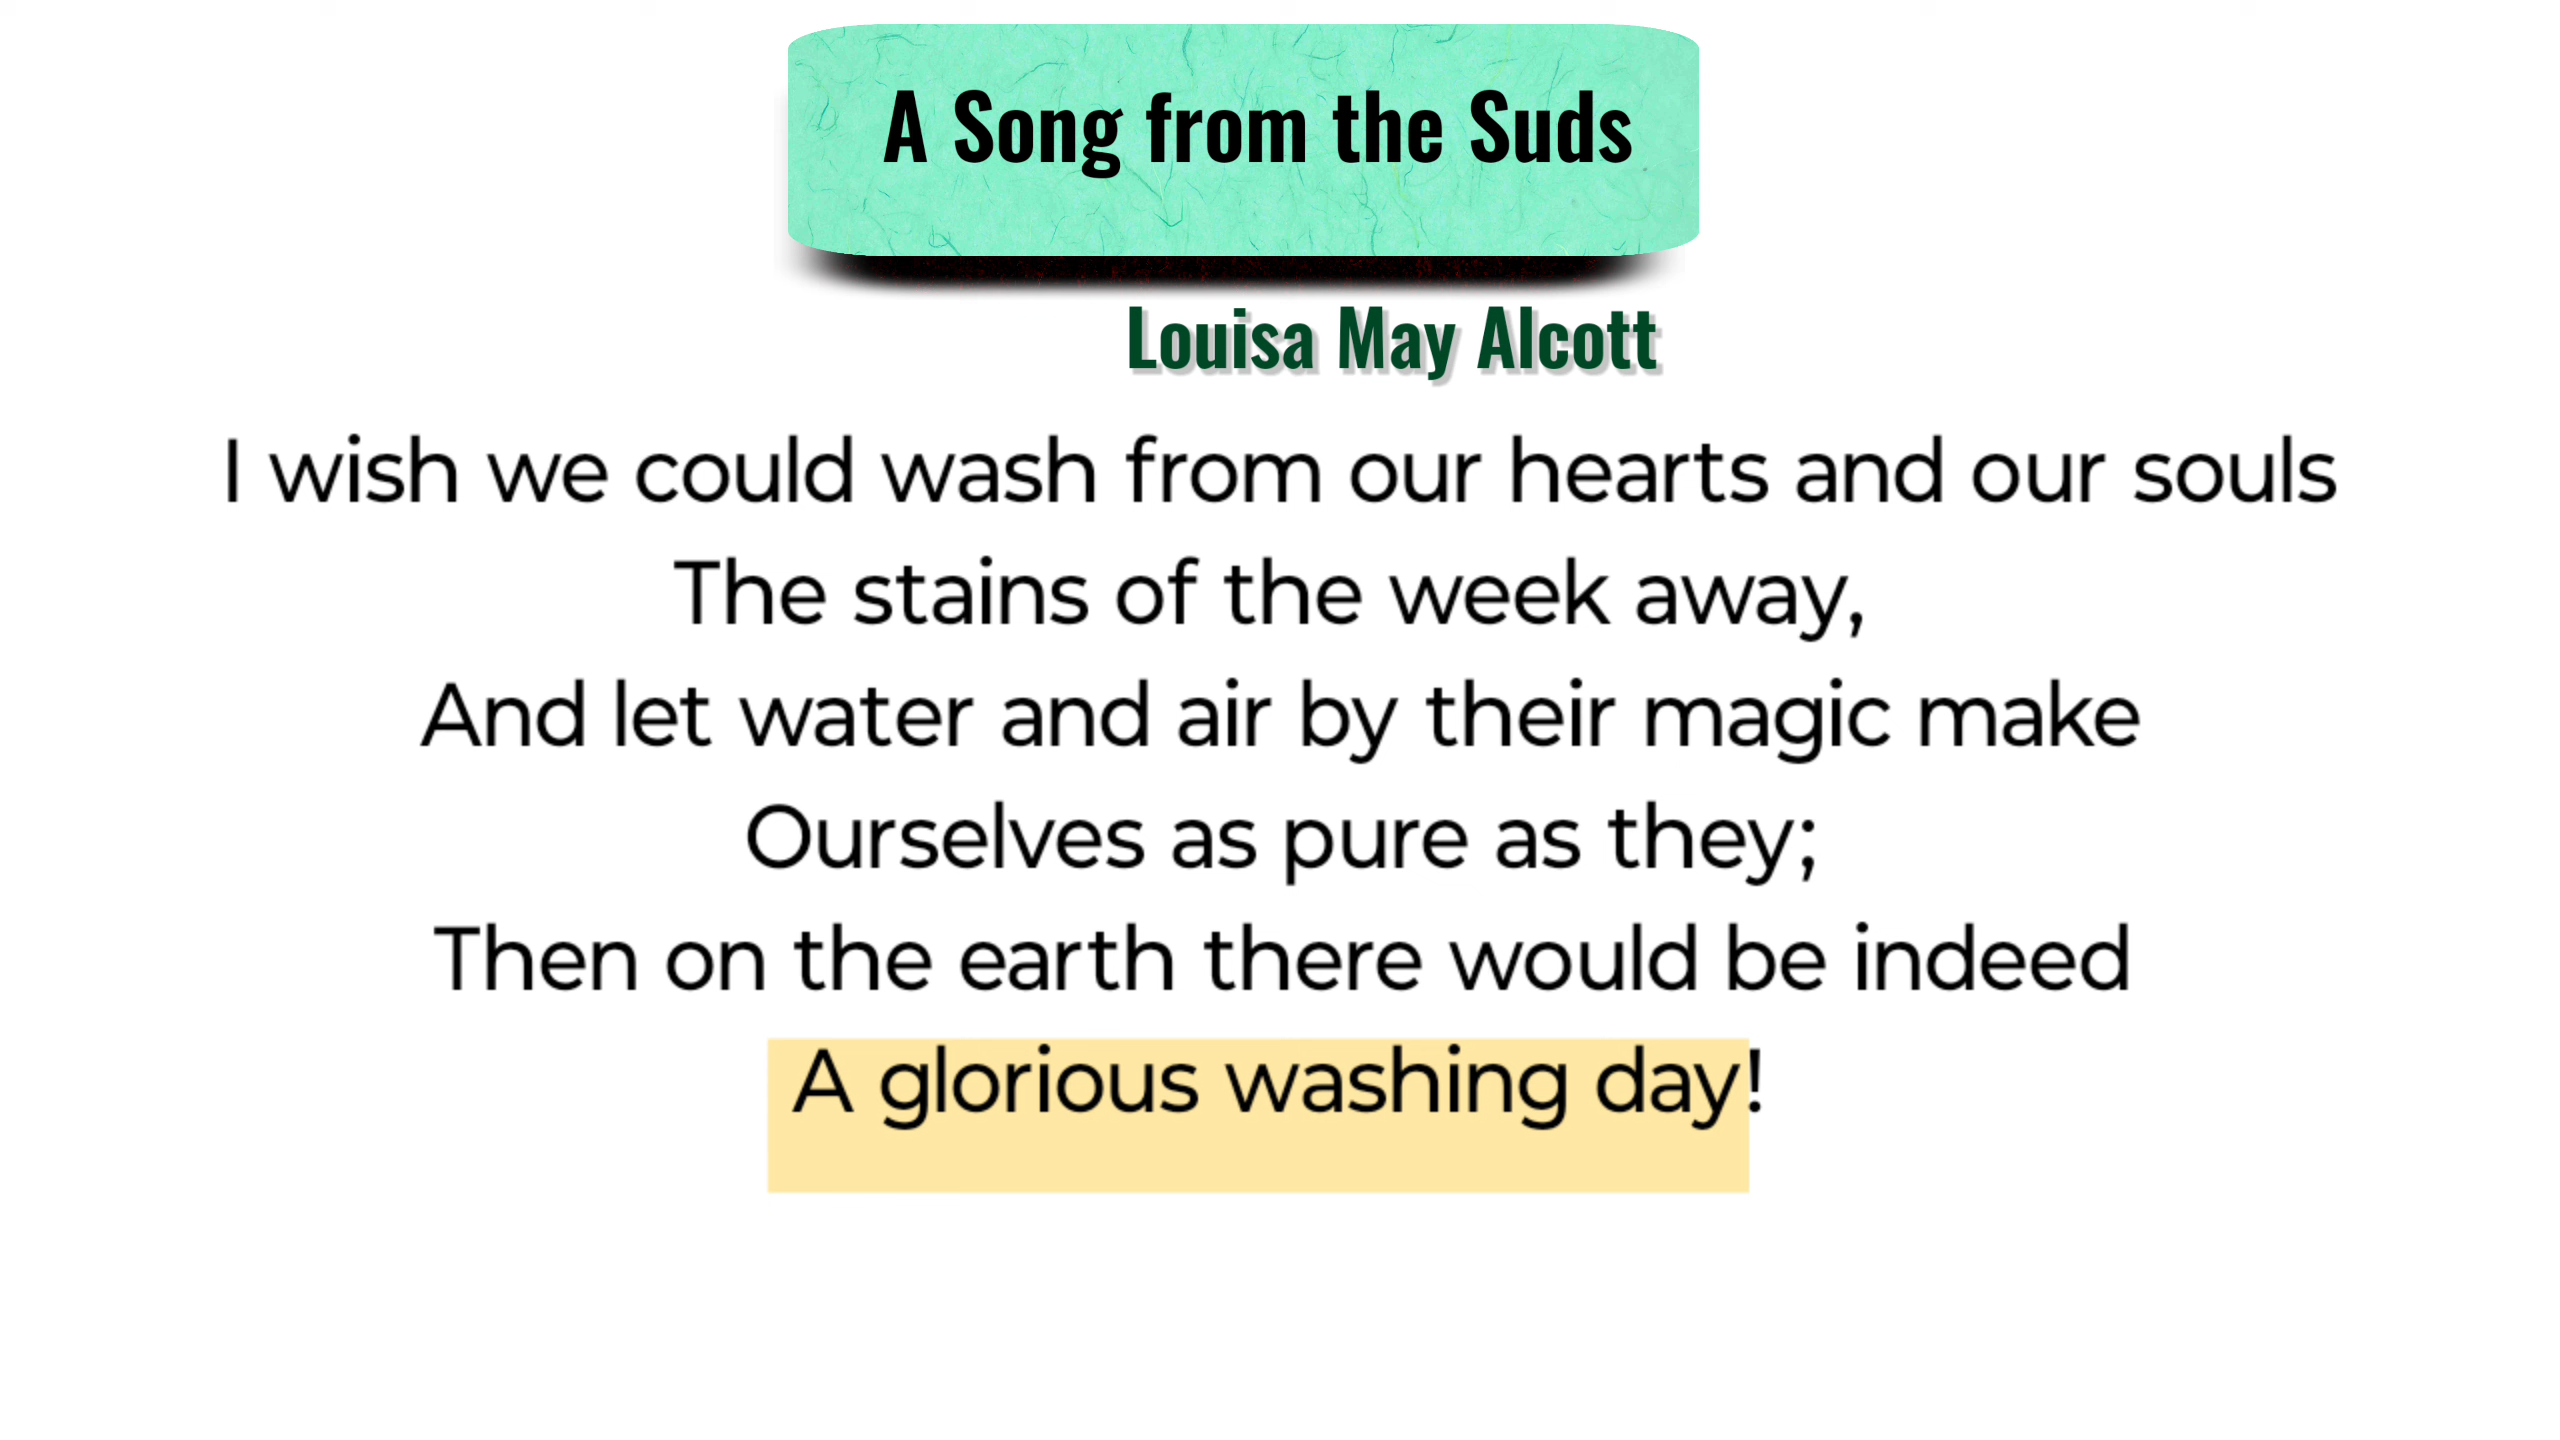 A Song from the Suds
Louisa May Alcott
I wish we could wash from our hearts and our souls
The stains of the week away,
And let water and air by their magic make
Ourselves as pure as they;
Then on the earth there would be indeed
A glorious washing day!